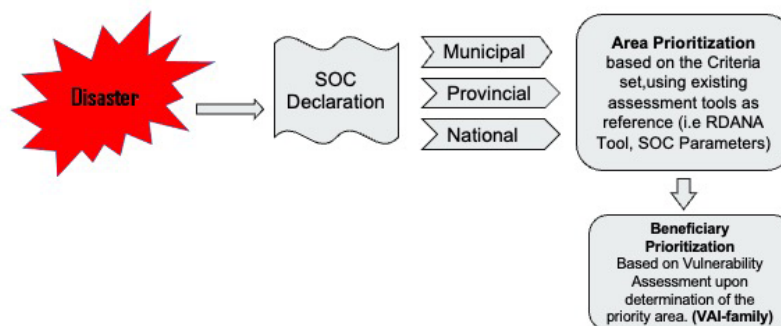 Disaster
SOC
Declaration
Municipal
Provincial
National
Area Prioritization
based on the Criteria
set,using existing
assessment tools as
reference (i.e RDANA
Tool, SOC Parameters)
Beneficiary
Prioritization
Based on Vulnerability
Assessment upon
determination of the
priority area. (VAI-family)